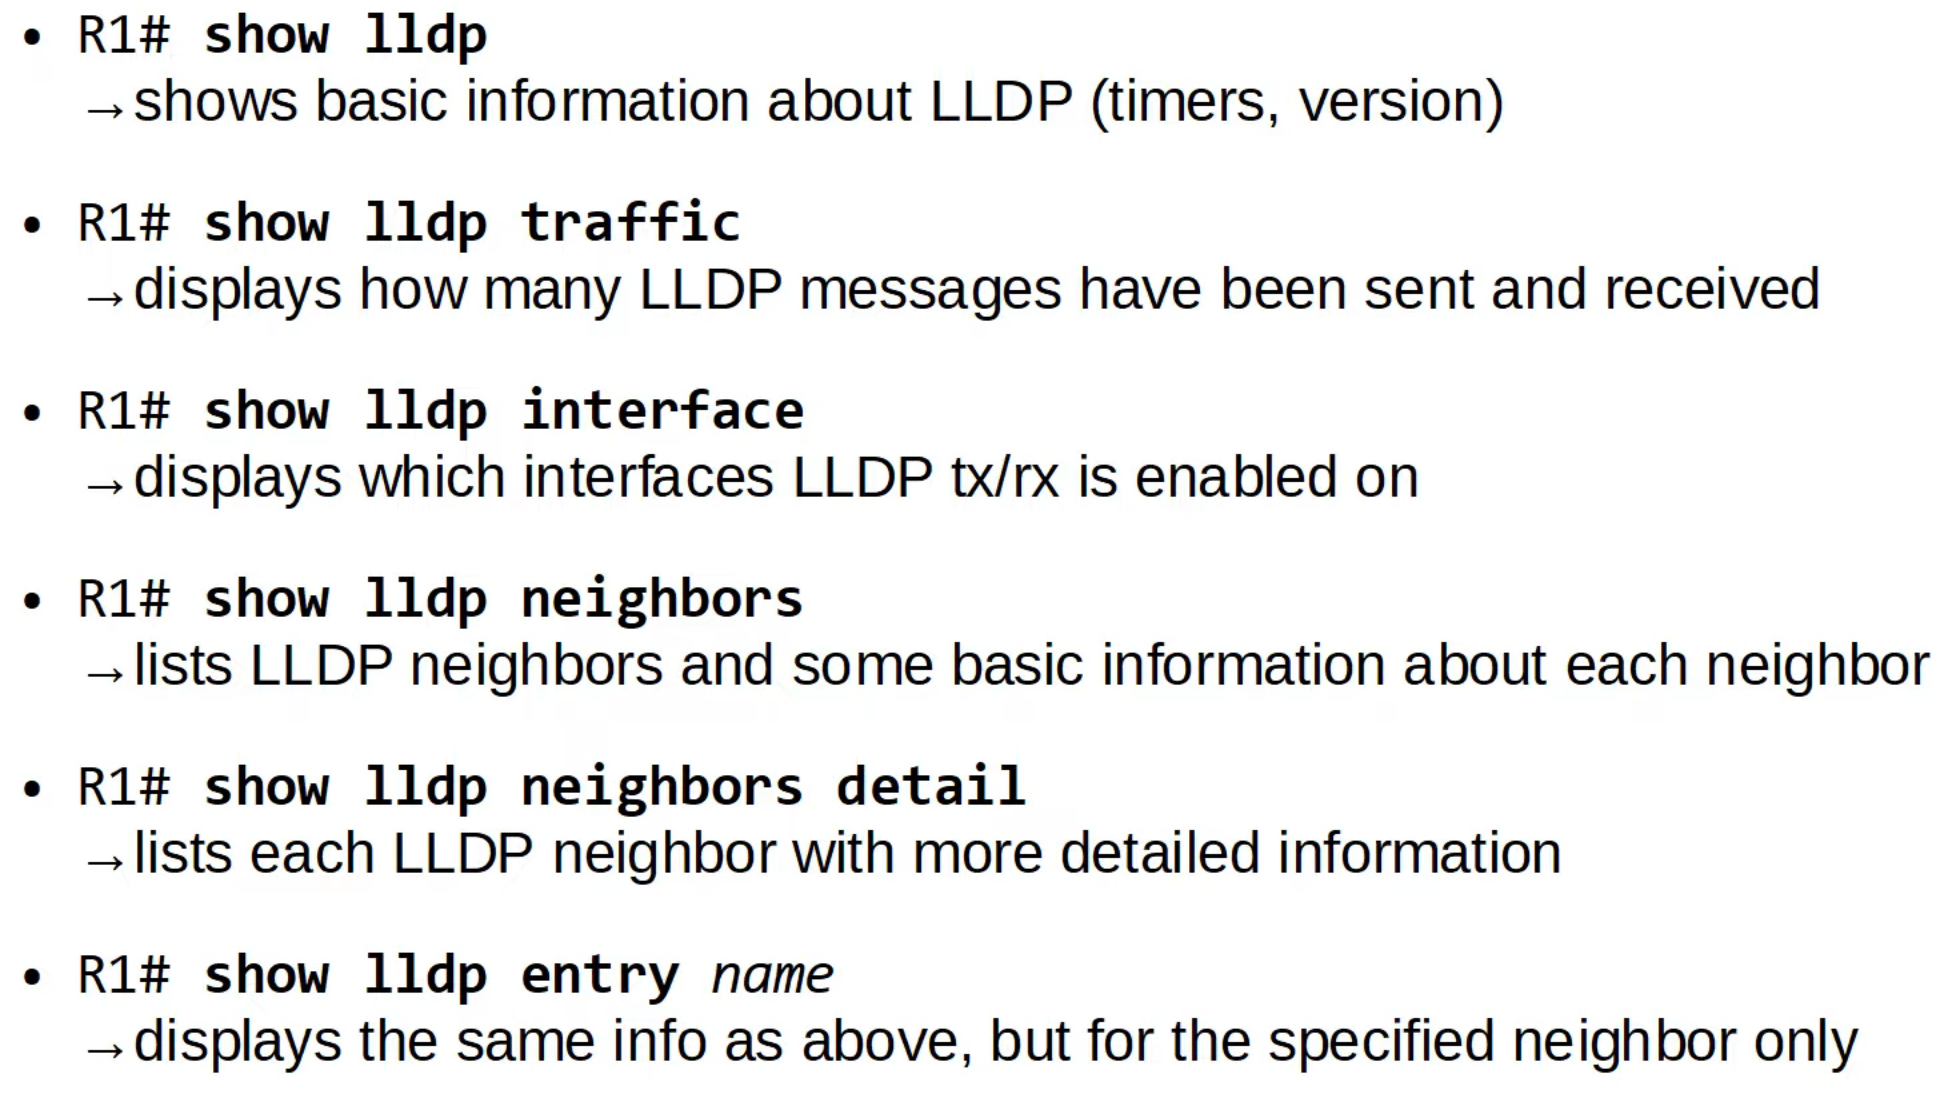 • R1# show lldp
→shows basic information about LLDP (timers, version)
• R1# show lldp traffic
→displays how many LLDP messages have been sent and received
• R1# show lldp interface
→displays which interfaces LLDP tx/rx is enabled on
• R1# show lldp neighbors
→lists LLDP neighbors and some basic information about each neighbor
• R1# show lldp neighbors detail
→lists each LLDP neighbor with more detailed information
• R1# show lldp entry name
→displays the same info as above, but for the specified neighbor only